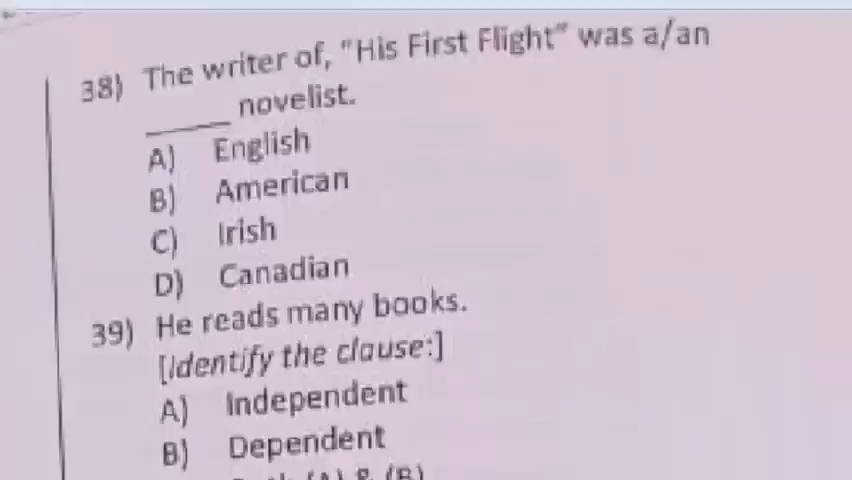 38) The writer of, "His First Flight" was a/an
______ novelist.
A) English
B) American
C) Irish
D) Canadian
39) He reads many books.
[Identify the clause:]
A) Independent
B) Dependent
(A) & (B)